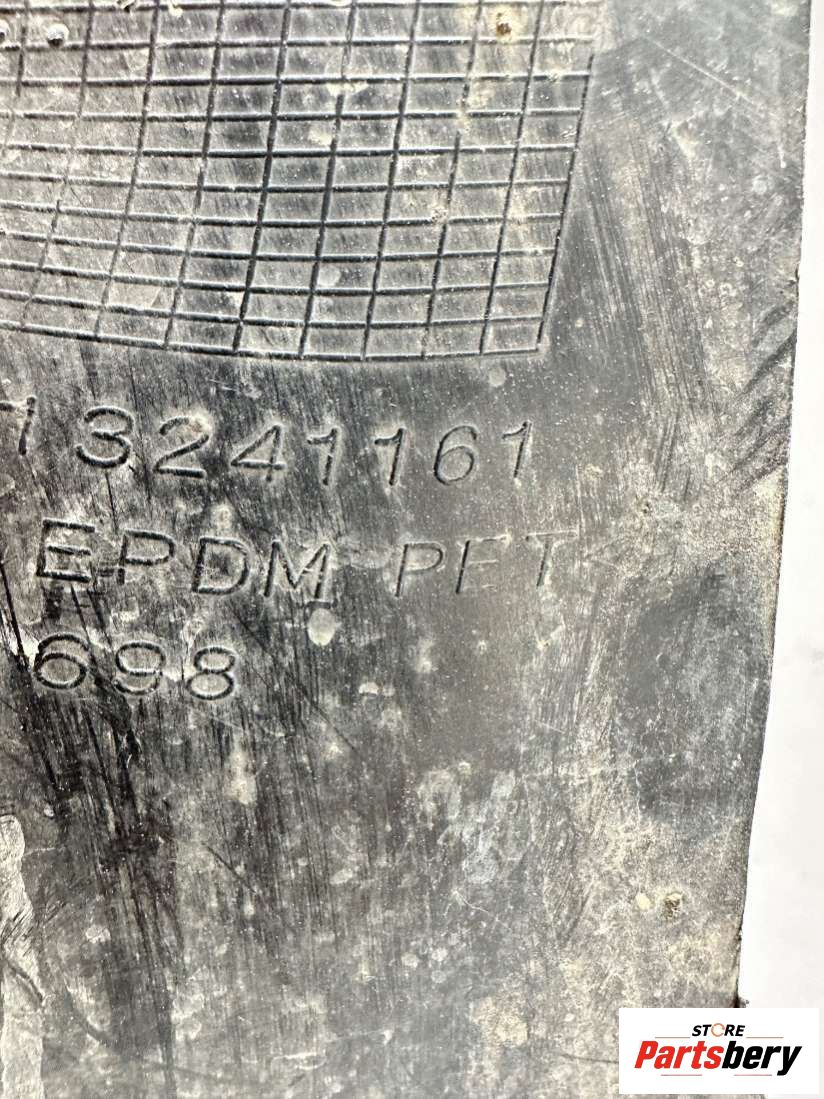 13241161
EPDM PET
698
STORE
Partsbery